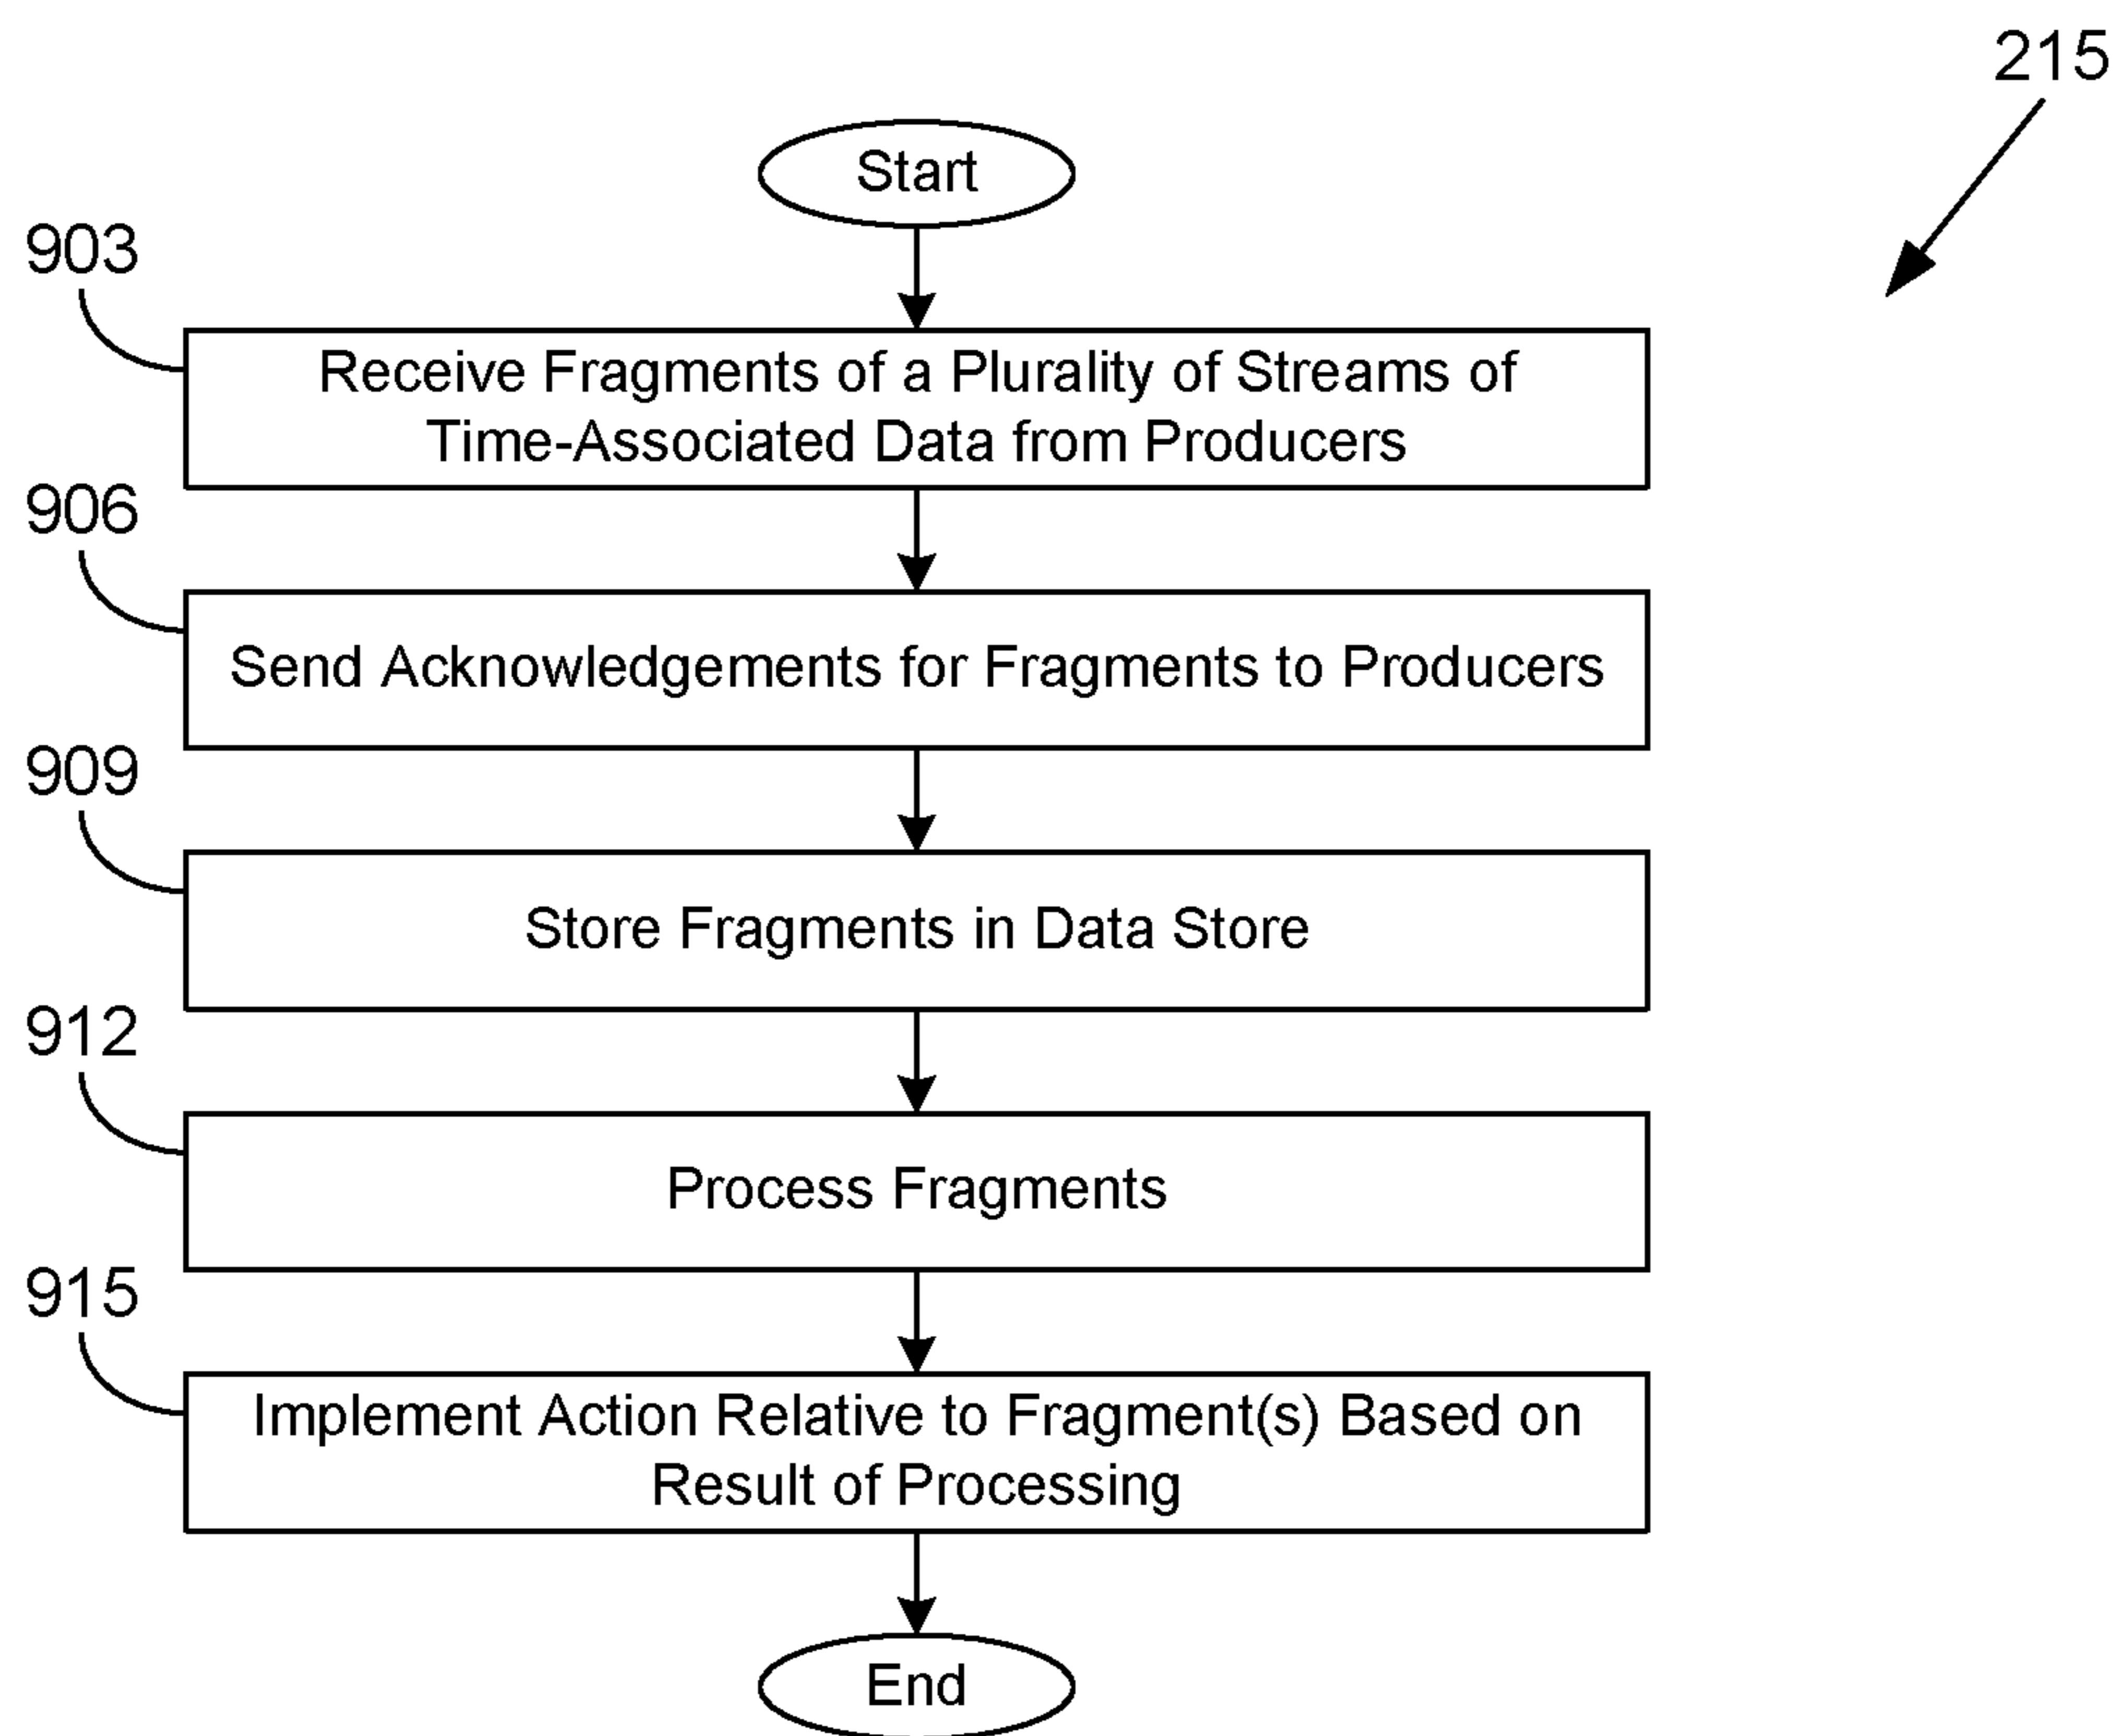 215
Start
903
Receive Fragments of a Plurality of Streams of
Time-Associated Data from Producers
906
Send Acknowledgements for Fragments to Producers
909
Store Fragments in Data Store
912
Process Fragments
915
Implement Action Relative to Fragment(s) Based on
Result of Processing
End